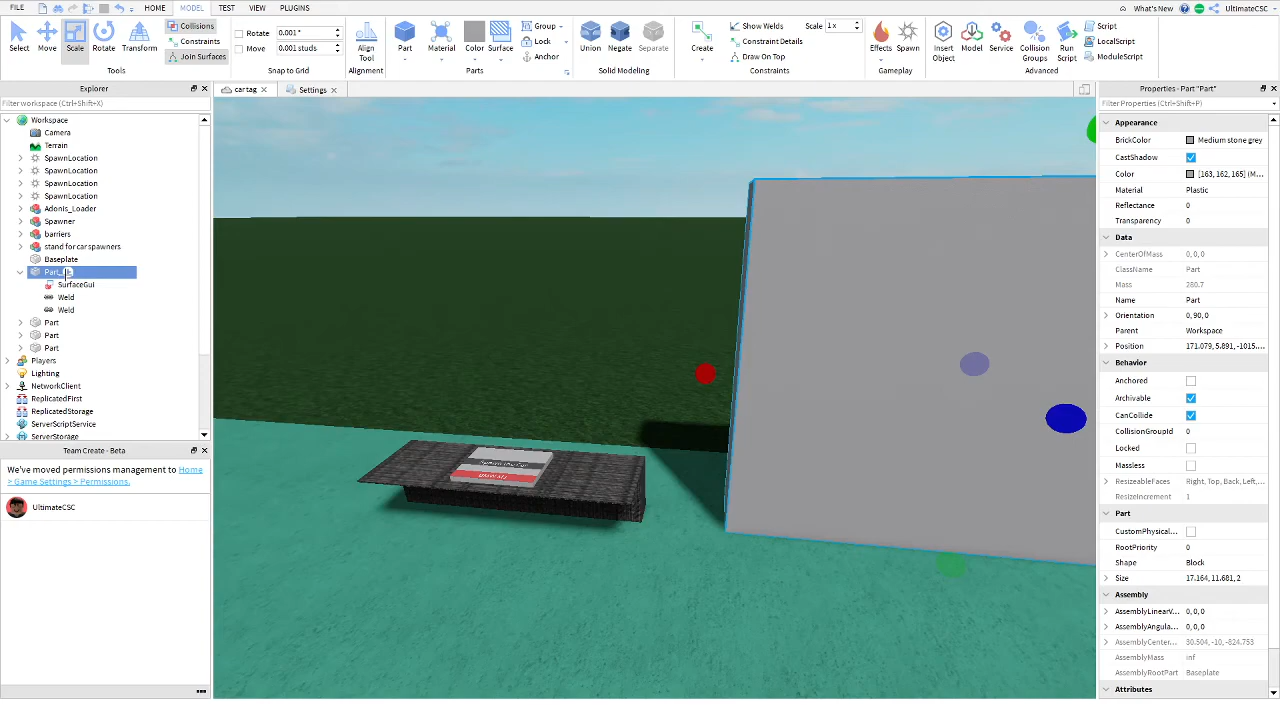 FILE HOME MODEL TEST VIEW PLUGINS What's New UltimateCSC
Select Move Scale Rotate Transform
Collisions
Constraints
Join Surfaces
Tools
Rotate 0.001°
Move 0.001 studs
Snap to Grid
Align Tool
Alignment
Part Material Color Surface
Group
Lock
Anchor
Parts
Union Negate Separate
Solid Modeling
Create
Show Welds Scale 1 x
Constraint Details
Draw On Top
Constraints
Effects Spawn
Gameplay
Insert Object Model Service Collision Groups Run Script
Script
LocalScript
ModuleScript
Advanced
Explorer
Filter workspace (Ctrl+Shift+X)
Workspace
Camera
Terrain
SpawnLocation
SpawnLocation
SpawnLocation
SpawnLocation
Adonis_Loader
Spawner
barriers
stand for car spawners
Baseplate
Part
SurfaceGui
Weld
Weld
Part
Part
Part
Players
Lighting
NetworkClient
ReplicatedFirst
ReplicatedStorage
ServerScriptService
ServerStorage
Team Create - Beta
We've moved permissions management to Home
> Game Settings > Permissions.
UltimateCSC
car tag Settings
Properties - Part "Part"
Filter Properties (Ctrl+Shift+P)
Appearance
BrickColor Medium stone grey
CastShadow
Color [163, 162, 165] (M...
Material Plastic
Reflectance 0
Transparency 0
Data
CenterOfMass 0, 0, 0
ClassName Part
Mass 280.7
Name Part
Orientation 0, 90, 0
Parent Workspace
Position 171.079, 5.891, -1015....
Behavior
Anchored
Archivable
CanCollide
CollisionGroupId 0
Locked
Massless
ResizeableFaces Right, Top, Back, Left,...
ResizeIncrement 1
Part
CustomPhysical...
RootPriority 0
Shape Block
Size 17.164, 11.681, 2
Assembly
AssemblyLinearV... 0, 0, 0
AssemblyAngula... 0, 0, 0
AssemblyCenter... 30.504, -10, -824.753
AssemblyMass inf
AssemblyRootPart Baseplate
Attributes